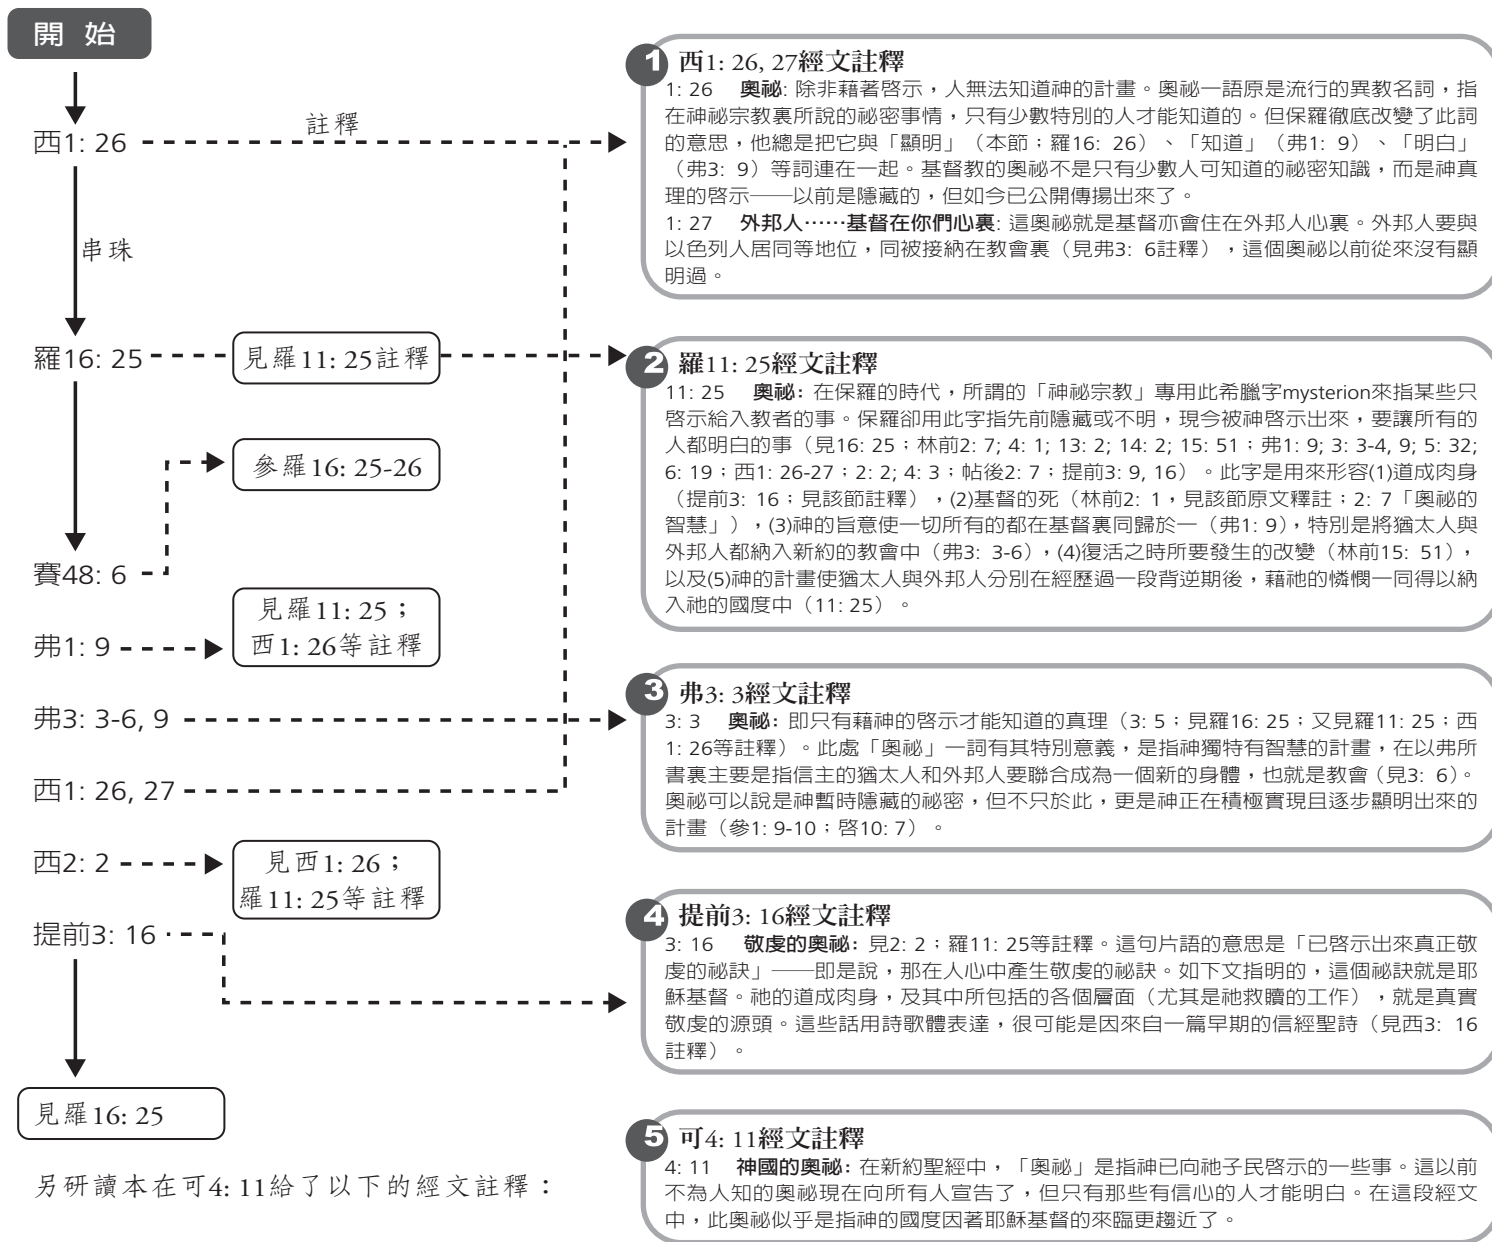 開 始
西1: 26
註釋
串珠
羅16: 25
見羅11: 25註釋
參羅16: 25-26
賽48: 6
見羅11: 25；
西1: 26等註釋
弗1: 9
弗3: 3-6, 9
西1: 26, 27
西2: 2
見西1: 26；
羅11: 25等註釋
提前3: 16
見羅16: 25
另研讀本在可4: 11給了以下的經文註釋：
1 西1: 26, 27經文註釋
1: 26 奧祕: 除非藉著啓示，人無法知道神的計畫。奧祕一語原是流行的異教名詞，指
在神祕宗教裏所說的祕密事情，只有少數特別的人才能知道的。但保羅徹底改變了此詞
的意思，他總是把它與「顯明」（本節；羅16: 26）、「知道」（弗1: 9）、「明白」
（弗3: 9）等詞連在一起。基督教的奧祕不是只有少數人可知道的祕密知識，而是神真
理的啓示──以前是隱藏的，但如今已公開傳揚出來了。
1: 27 外邦人……基督在你們心裏: 這奧祕就是基督亦會住在外邦人心裏。外邦人要與
以色列人居同等地位，同被接納在教會裏（見弗3: 6註釋），這個奧祕以前從來沒有顯
明過。
2 羅11: 25經文註釋
11: 25 奧祕: 在保羅的時代，所謂的「神祕宗教」專用此希臘字mysterion來指某些只
啓示給入教者的事。保羅卻用此字指先前隱藏或不明，現今被神啓示出來，要讓所有的
人都明白的事（見16: 25；林前2: 7; 4: 1; 13: 2; 14: 2; 15: 51；弗1: 9; 3: 3-4, 9; 5: 32;
6: 19；西1: 26-27；2: 2; 4: 3；帖後2: 7；提前3: 9, 16）。此字是用來形容(1)道成肉身
（提前3: 16；見該節註釋），(2)基督的死（林前2: 1，見該節原文釋註；2: 7「奧祕的
智慧」），(3)神的旨意使一切所有的都在基督裏同歸於一（弗1: 9），特別是將猶太人與
外邦人都納入新約的教會中（弗3: 3-6），(4)復活之時所要發生的改變（林前15: 51），
以及(5)神的計畫使猶太人與外邦人分別在經歷過一段背逆期後，藉祂的憐憫一同得以納
入祂的國度中（11: 25）。
3 弗3: 3經文註釋
3: 3 奧祕: 即只有藉神的啓示才能知道的真理（3: 5；見羅16: 25；又見羅11: 25；西
1: 26等註釋）。此處「奧祕」一詞有其特別意義，是指神獨特有智慧的計畫，在以弗所
書裏主要是指信主的猶太人和外邦人要聯合成為一個新的身體，也就是教會（見3: 6）。
奧祕可以說是神暫時隱藏的祕密，但不只於此，更是神正在積極實現且逐步顯明出來的
計畫（參1: 9-10；啓10: 7）。
4 提前3: 16經文註釋
3: 16 敬虔的奧祕: 見2: 2；羅11: 25等註釋。這句片語的意思是「已啓示出來真正敬
虔的祕訣」──即是說，那在人心中產生敬虔的祕訣。如下文指明的，這個祕訣就是耶
穌基督。祂的道成肉身，及其中所包括的各個層面（尤其是祂救贖的工作），就是真實
敬虔的源頭。這些話用詩歌體表達，很可能是因來自一篇早期的信經聖詩（見西3: 16
註釋）。
5 可4: 11經文註釋
4: 11 神國的奧祕: 在新約聖經中，「奧祕」是指神已向祂子民啓示的一些事。這以前
不為人知的奧祕現在向所有人宣告了，但只有那些有信心的人才能明白。在這段經文
中，此奧祕似乎是指神的國度因著耶穌基督的來臨更趨近了。